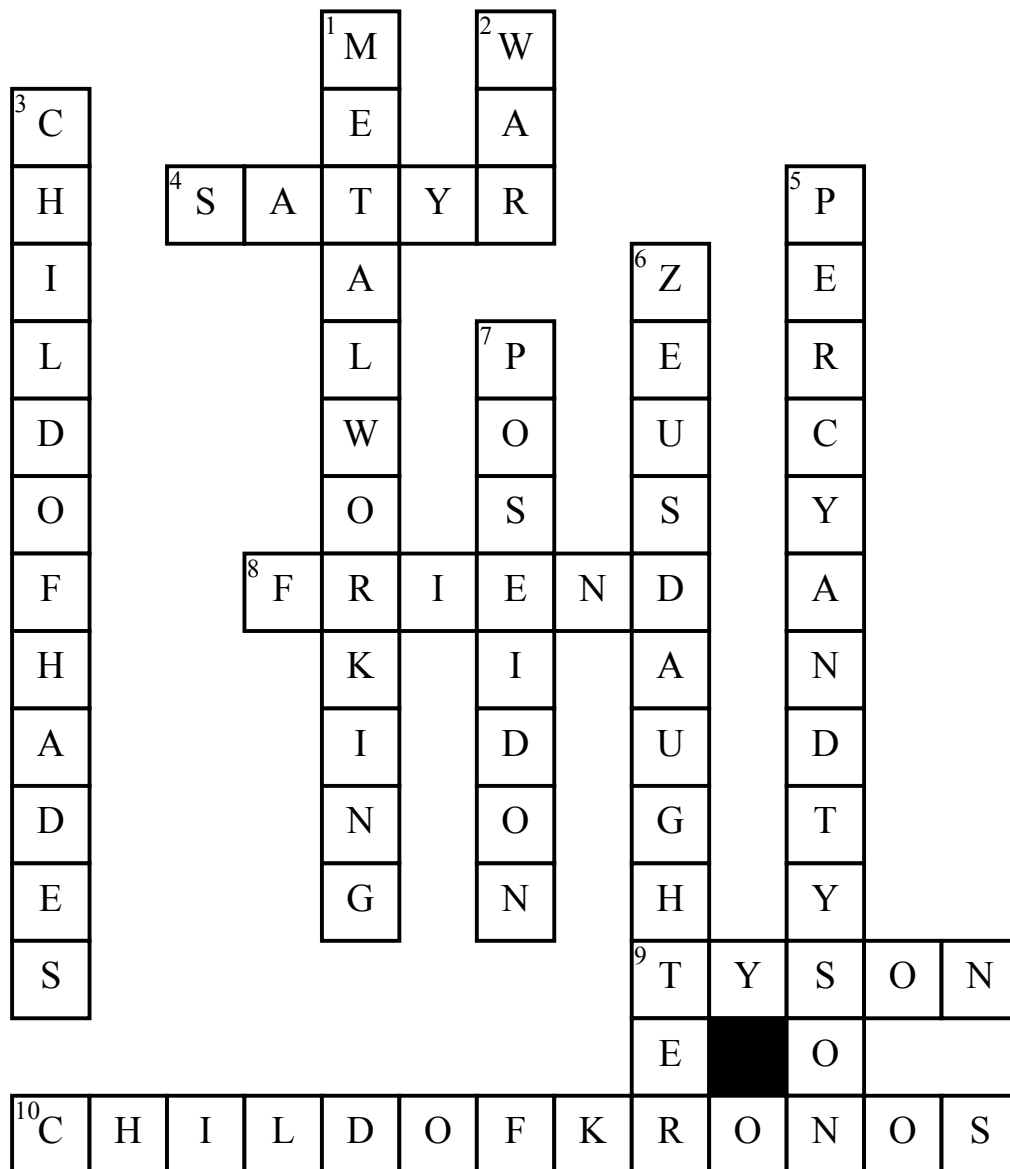 1 M 2 W
3 C E A
H 4 S A T Y R 5 P
I A 6 Z E
L L 7 P E R
D W O U C
O O S S Y
F 8 F R I E N D A
H K I A N
A I D U D
D N O G T
E G N H Y
S 9 T Y S O N
E O
10 C H I L D O F K R O N O S